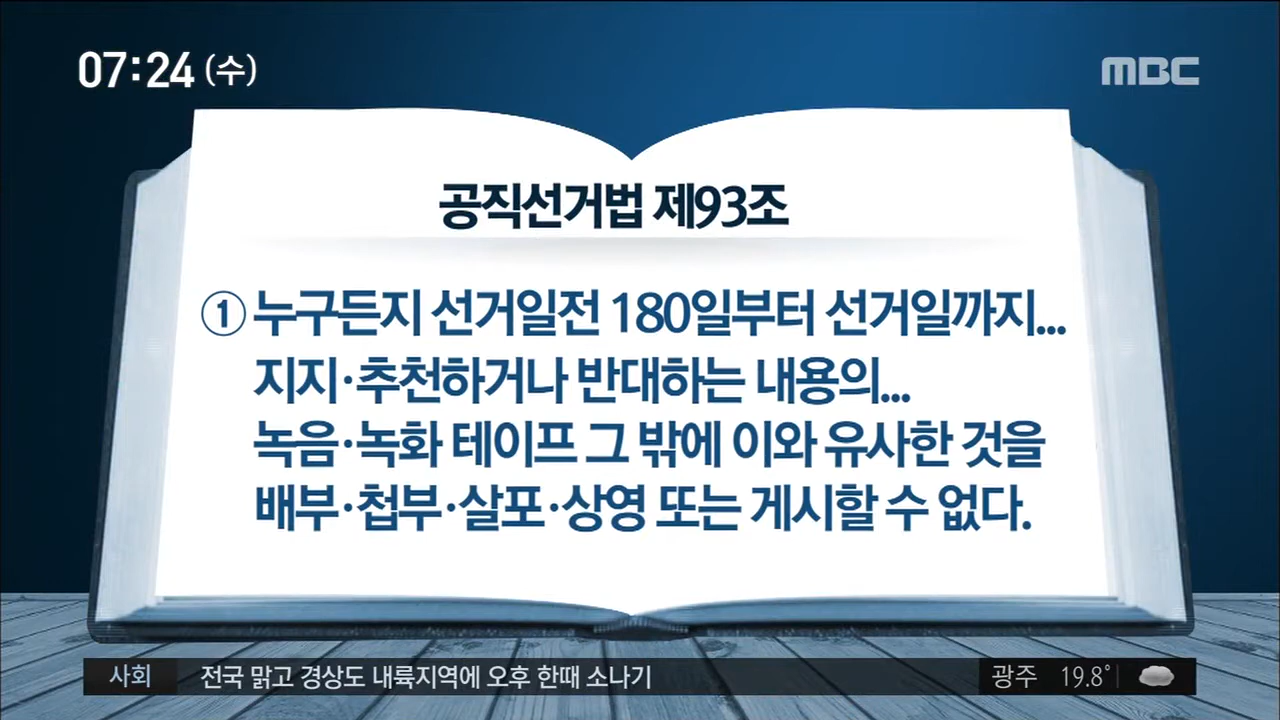 07:24 (수)
MBC
공직선거법 제93조
① 누구든지 선거일전 180일부터 선거일까지...
지지·추천하거나 반대하는 내용의...
녹음·녹화 테이프 그 밖에 이와 유사한 것을
배부·첩부·살포·상영 또는 게시할 수 없다.
사회 전국 맑고 경상도 내륙지역에 오후 한때 소나기 광주 19.8°